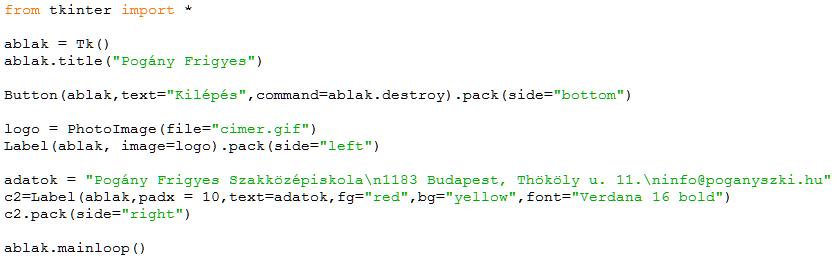 from tkinter import *
ablak = Tk()
ablak.title("Pogány Frigyes")
Button(ablak,text="Kilépés",command=ablak.destroy).pack(side="bottom")
logo = PhotoImage(file="cimer.gif")
Label(ablak, image=logo).pack(side="left")
adatok = "Pogány Frigyes Szakközépiskola\n1183 Budapest, Thököly u. 11.\ninfo@poganyszki.hu"
c2=Label(ablak,padx = 10,text=adatok,fg="red",bg="yellow",font="Verdana 16 bold")
c2.pack(side="right")
ablak.mainloop()